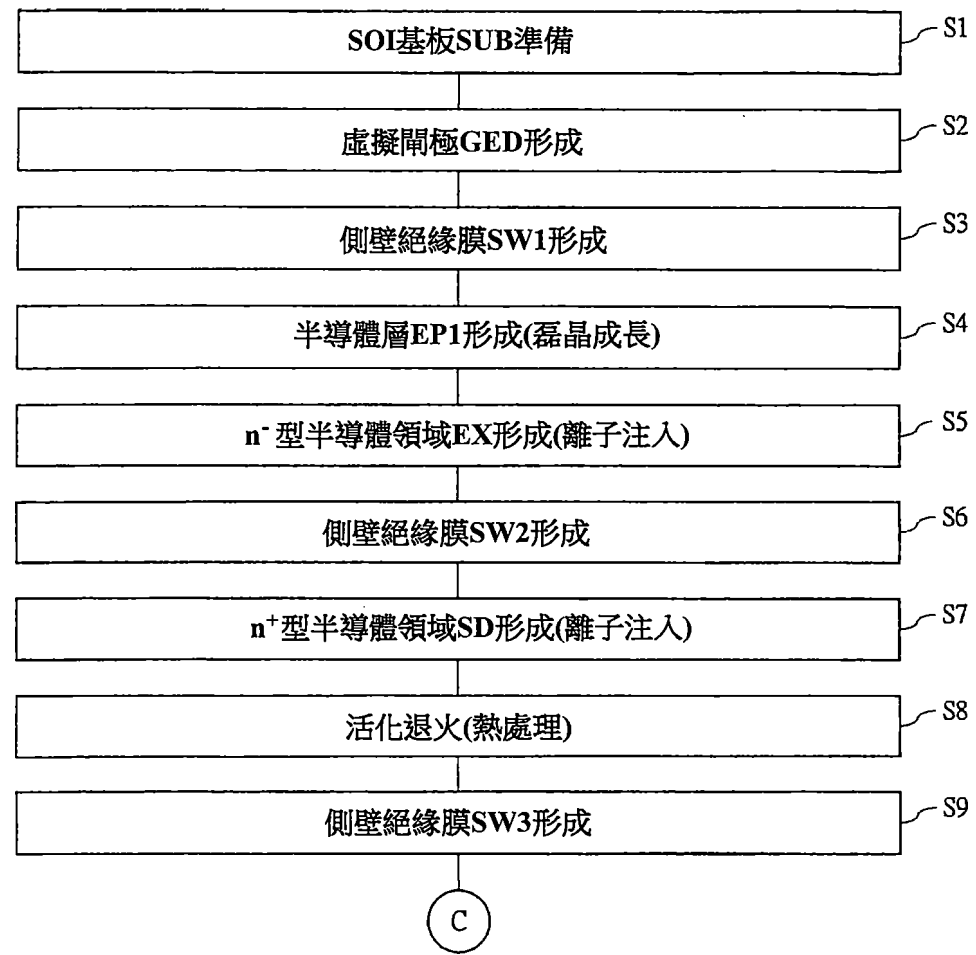 SOI基板SUB準備
S1
虛擬閘極GED形成
S2
側壁絕緣膜SW1形成
S3
半導體層EP1形成(磊晶成長)
S4
n⁻型半導體領域EX形成(離子注入)
S5
側壁絕緣膜SW2形成
S6
n⁺型半導體領域SD形成(離子注入)
S7
活化退火(熱處理)
S8
側壁絕緣膜SW3形成
S9
C